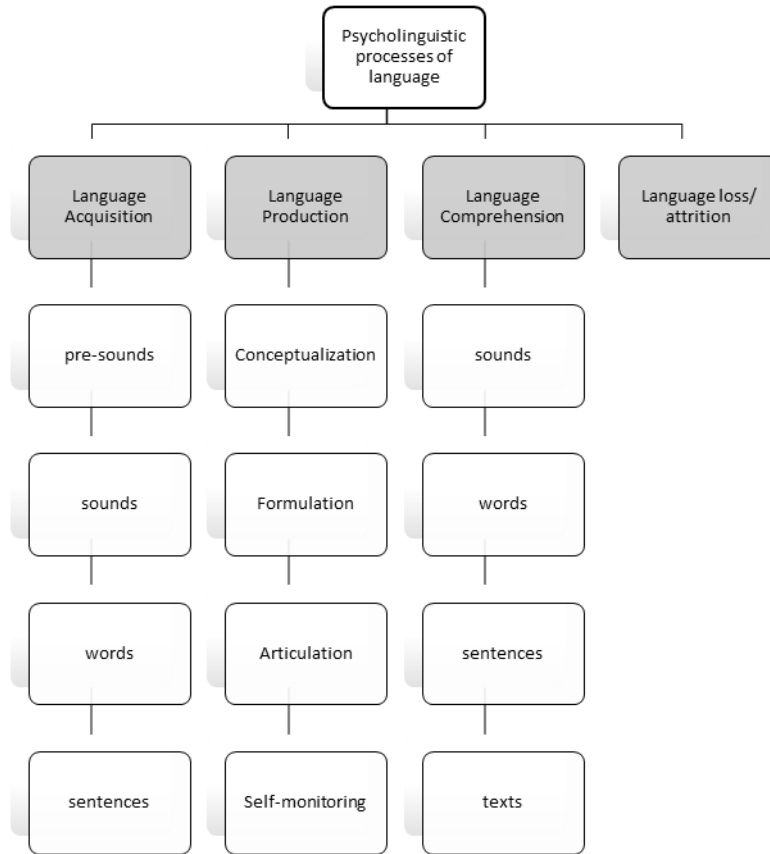 Psycholinguistic
processes of
language
Language
Acquisition
Language
Production
Language
Comprehension
Language loss/
attrition
pre-sounds
Conceptualization
sounds
sounds
Formulation
words
words
Articulation
sentences
sentences
Self-monitoring
texts